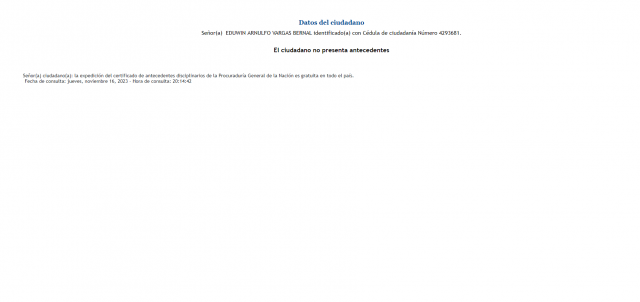 Datos del ciudadano
Señor(a) EDUWIN ARNULFO VARGAS BERNAL identificado(a) con Cédula de ciudadanía Número 4293681.
El ciudadano no presenta antecedentes
Señor(a) ciudadano(a): la expedición del certificado de antecedentes disciplinarios de la Procuraduría General de la Nación es gratuita en todo el país.
Fecha de consulta: jueves, noviembre 16, 2023 - Hora de consulta: 20:14:42